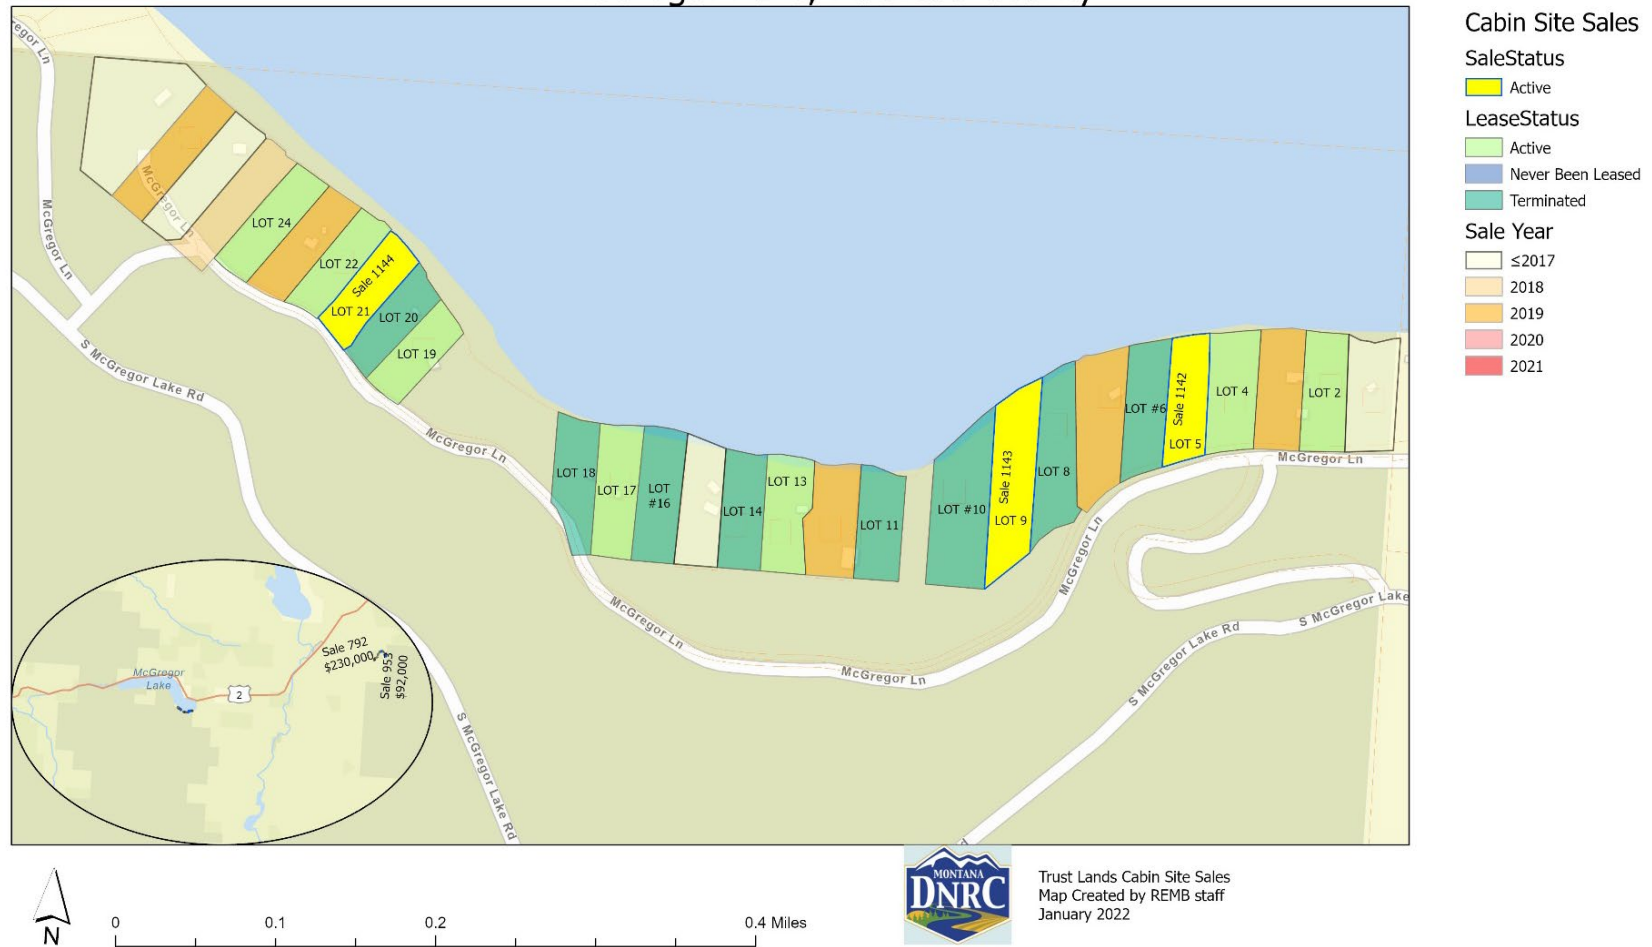 Cabin Site Sales
SaleStatus
Active
LeaseStatus
Active
Never Been Leased
Terminated
Sale Year
≤2017
2018
2019
2020
2021
McGregor Ln
McGregor Ln
LOT 24
LOT 22
Sale 1144
LOT 21
LOT 20
LOT 19
S McGregor Lake Rd
McGregor Ln
LOT 18
LOT 17
LOT
#16
LOT 14
LOT 13
LOT 11
LOT #10
Sale 1143
LOT 9
LOT 8
LOT #6
Sale 1142
LOT 5
LOT 4
LOT 2
McGregor Ln
McGregor Ln
McGregor Ln
McGregor Ln
S McGregor Lake Rd
S McGregor Lake
S McGregor Lake Rd
McGregor
Lake
2
Sale 792
$230,000
Sale 953
$92,000
N
0 0.1 0.2 0.4 Miles
MONTANA
DNRC
Trust Lands Cabin Site Sales
Map Created by REMB staff
January 2022